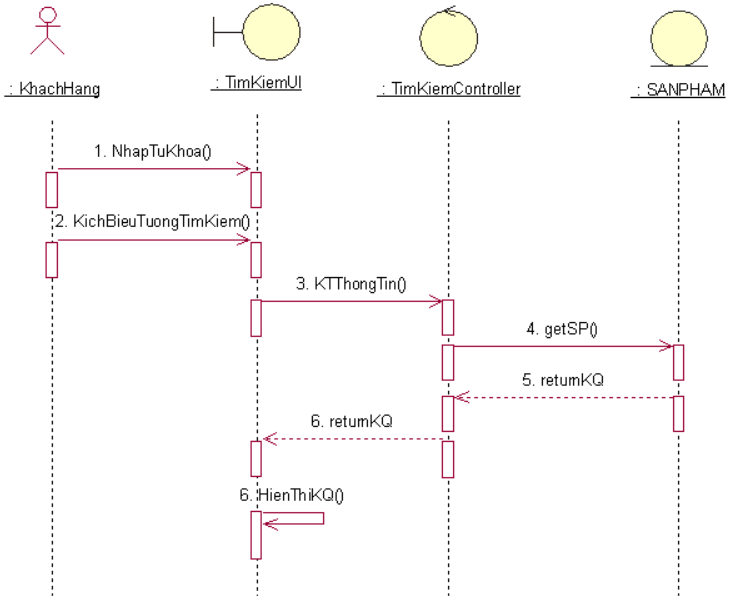 : KhachHang
: TimKiemUI
: TimKiemController
: SANPHAM
1. NhapTuKhoa()
2. KichBieuTuongTimKiem()
3. KTThongTin()
4. getSP()
5. returnKQ
6. returnKQ
6. HienThiKQ()